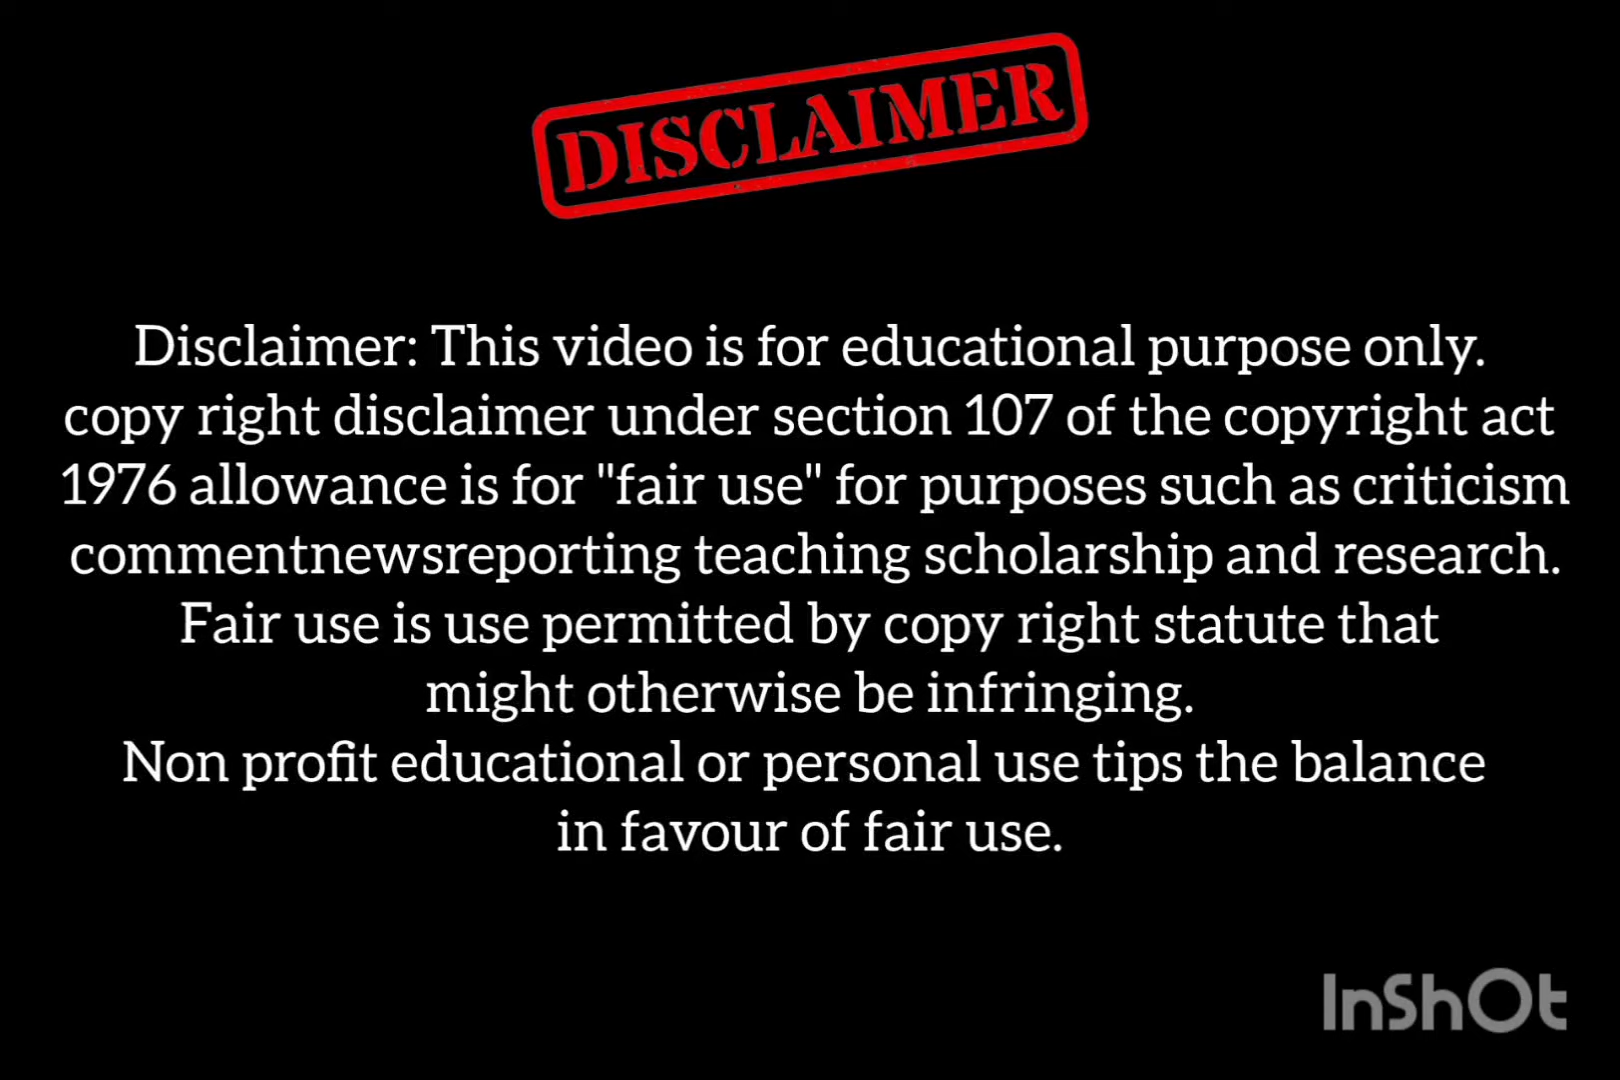 DISCLAIMER
Disclaimer: This video is for educational purpose only.
copy right disclaimer under section 107 of the copyright act
1976 allowance is for "fair use" for purposes such as criticism
commentnewsreporting teaching scholarship and research.
Fair use is use permitted by copy right statute that
might otherwise be infringing.
Non profit educational or personal use tips the balance
in favour of fair use.
InShOt